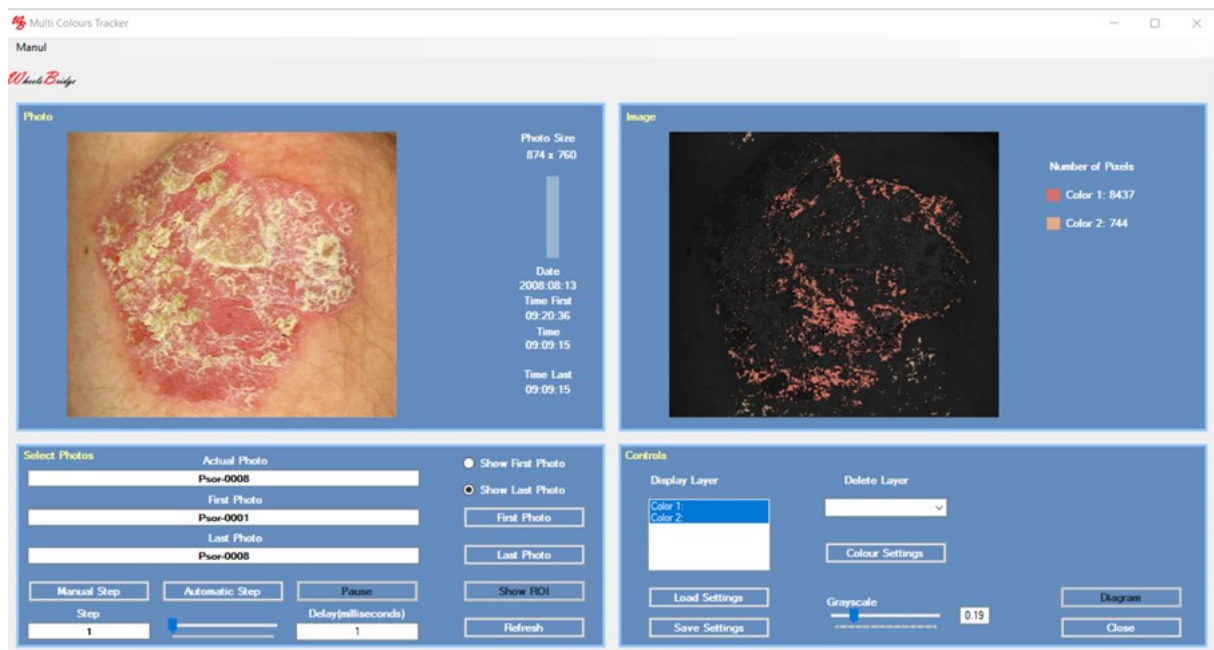 Multi Colours Tracker
Manul
Wheels Bridge
Photo
Photo Size
874 x 760
Date
2008:08:13
Time First
09:20:36
Time
09:09:15
Time Last
09:09:15
Image
Number of Pixels
Color 1: 8437
Color 2: 744
Select Photos
Actual Photo
Psor-0008
First Photo
Psor-0001
Last Photo
Psor-0008
Show First Photo
Show Last Photo
First Photo
Last Photo
Manual Step
Automatic Step
Pause
Show ROI
Step
1
Delay(milliseconds)
1
Refresh
Controls
Display Layer
Color 1:
Color 2:
Delete Layer
Colour Settings
Load Settings
Save Settings
Grayscale
0.19
Diagram
Close